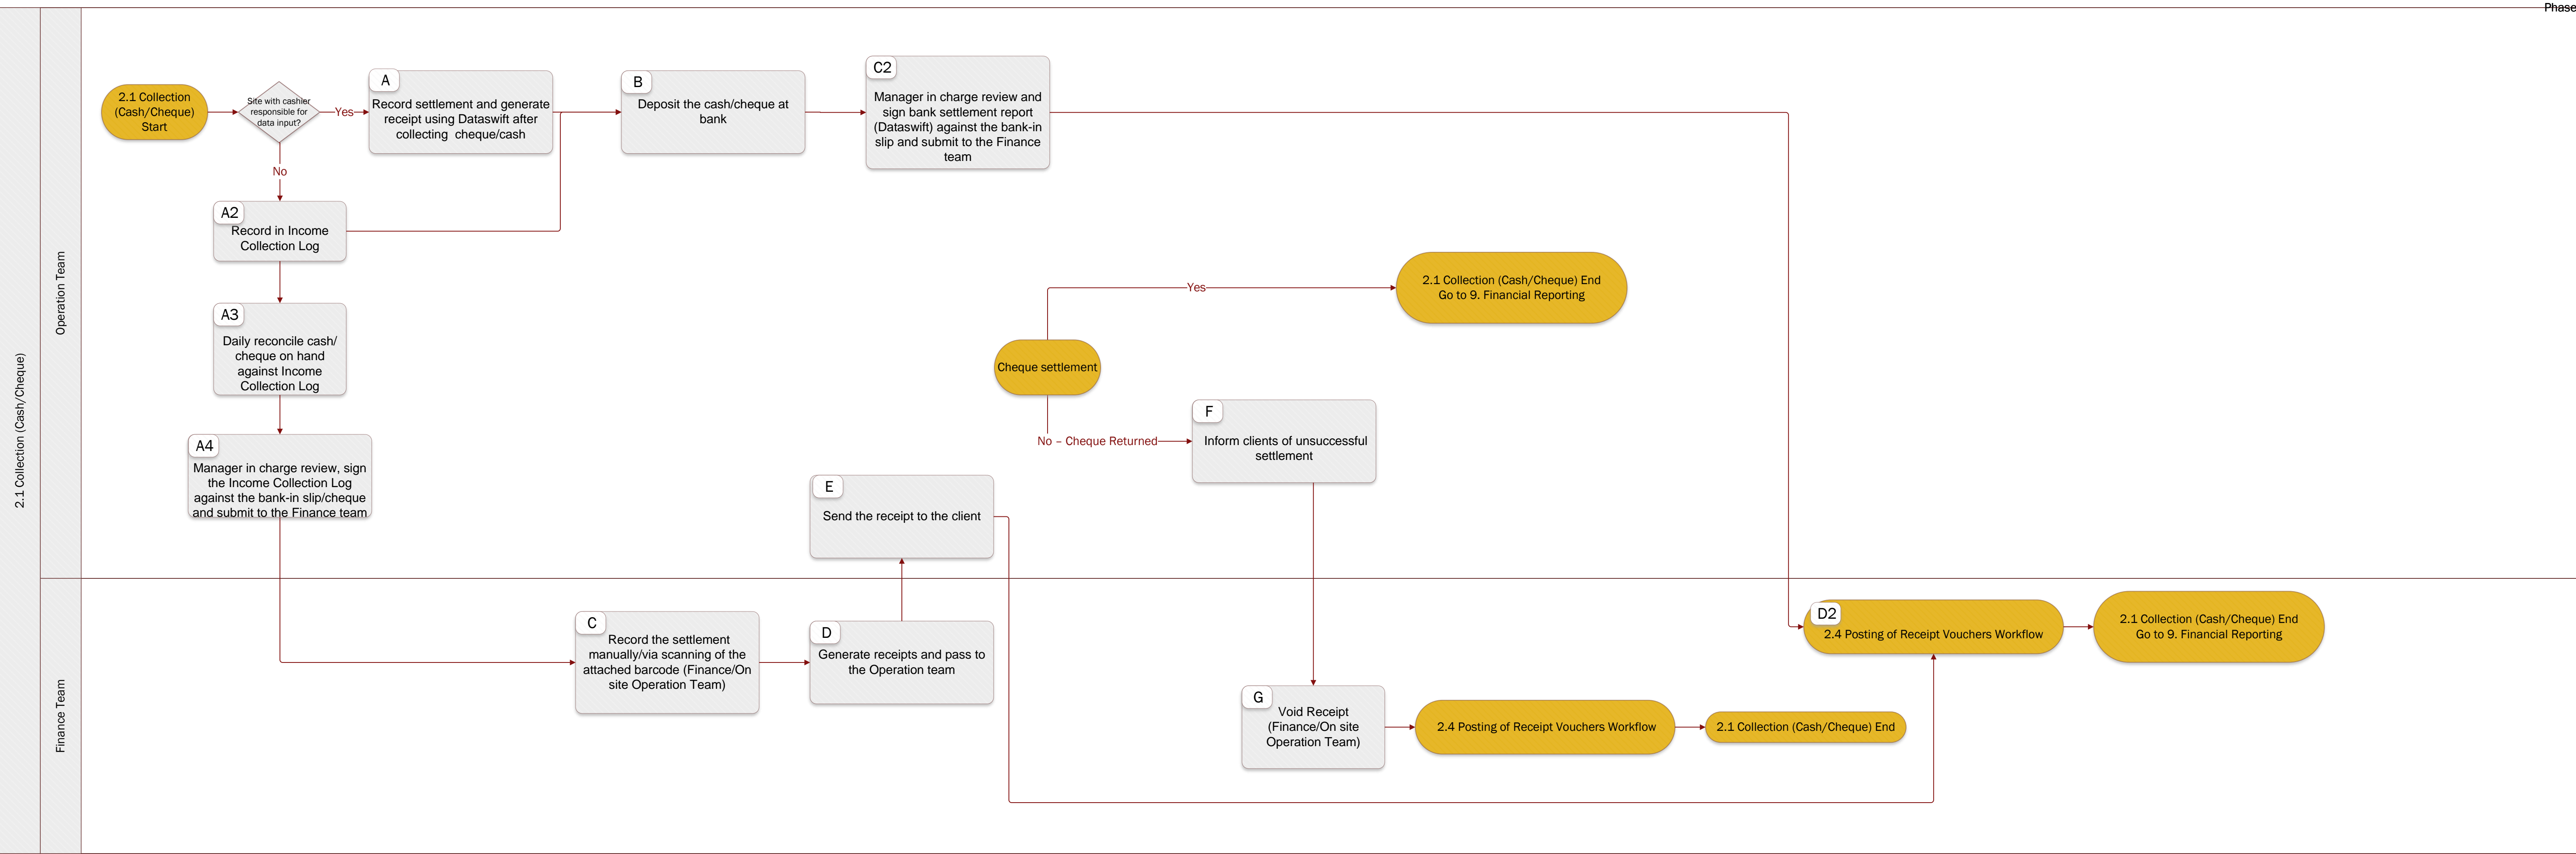 Phase
2.1 Collection (Cash/Cheque)
Operation Team
Finance Team
2.1 Collection
(Cash/Cheque)
Start
Site with cashier
responsible for
data input?
Yes
No
A
Record settlement and generate
receipt using Dataswift after
collecting cheque/cash
B
Deposit the cash/cheque at
bank
C2
Manager in charge review and
sign bank settlement report
(Dataswift) against the bank-in
slip and submit to the Finance
team
A2
Record in Income
Collection Log
A3
Daily reconcile cash/
cheque on hand
against Income
Collection Log
A4
Manager in charge review, sign
the Income Collection Log
against the bank-in slip/cheque
and submit to the Finance team
Yes
2.1 Collection (Cash/Cheque) End
Go to 9. Financial Reporting
Cheque settlement
No – Cheque Returned
F
Inform clients of unsuccessful
settlement
E
Send the receipt to the client
C
Record the settlement
manually/via scanning of the
attached barcode (Finance/On
site Operation Team)
D
Generate receipts and pass to
the Operation team
D2
2.4 Posting of Receipt Vouchers Workflow
2.1 Collection (Cash/Cheque) End
Go to 9. Financial Reporting
G
Void Receipt
(Finance/On site
Operation Team)
2.4 Posting of Receipt Vouchers Workflow
2.1 Collection (Cash/Cheque) End